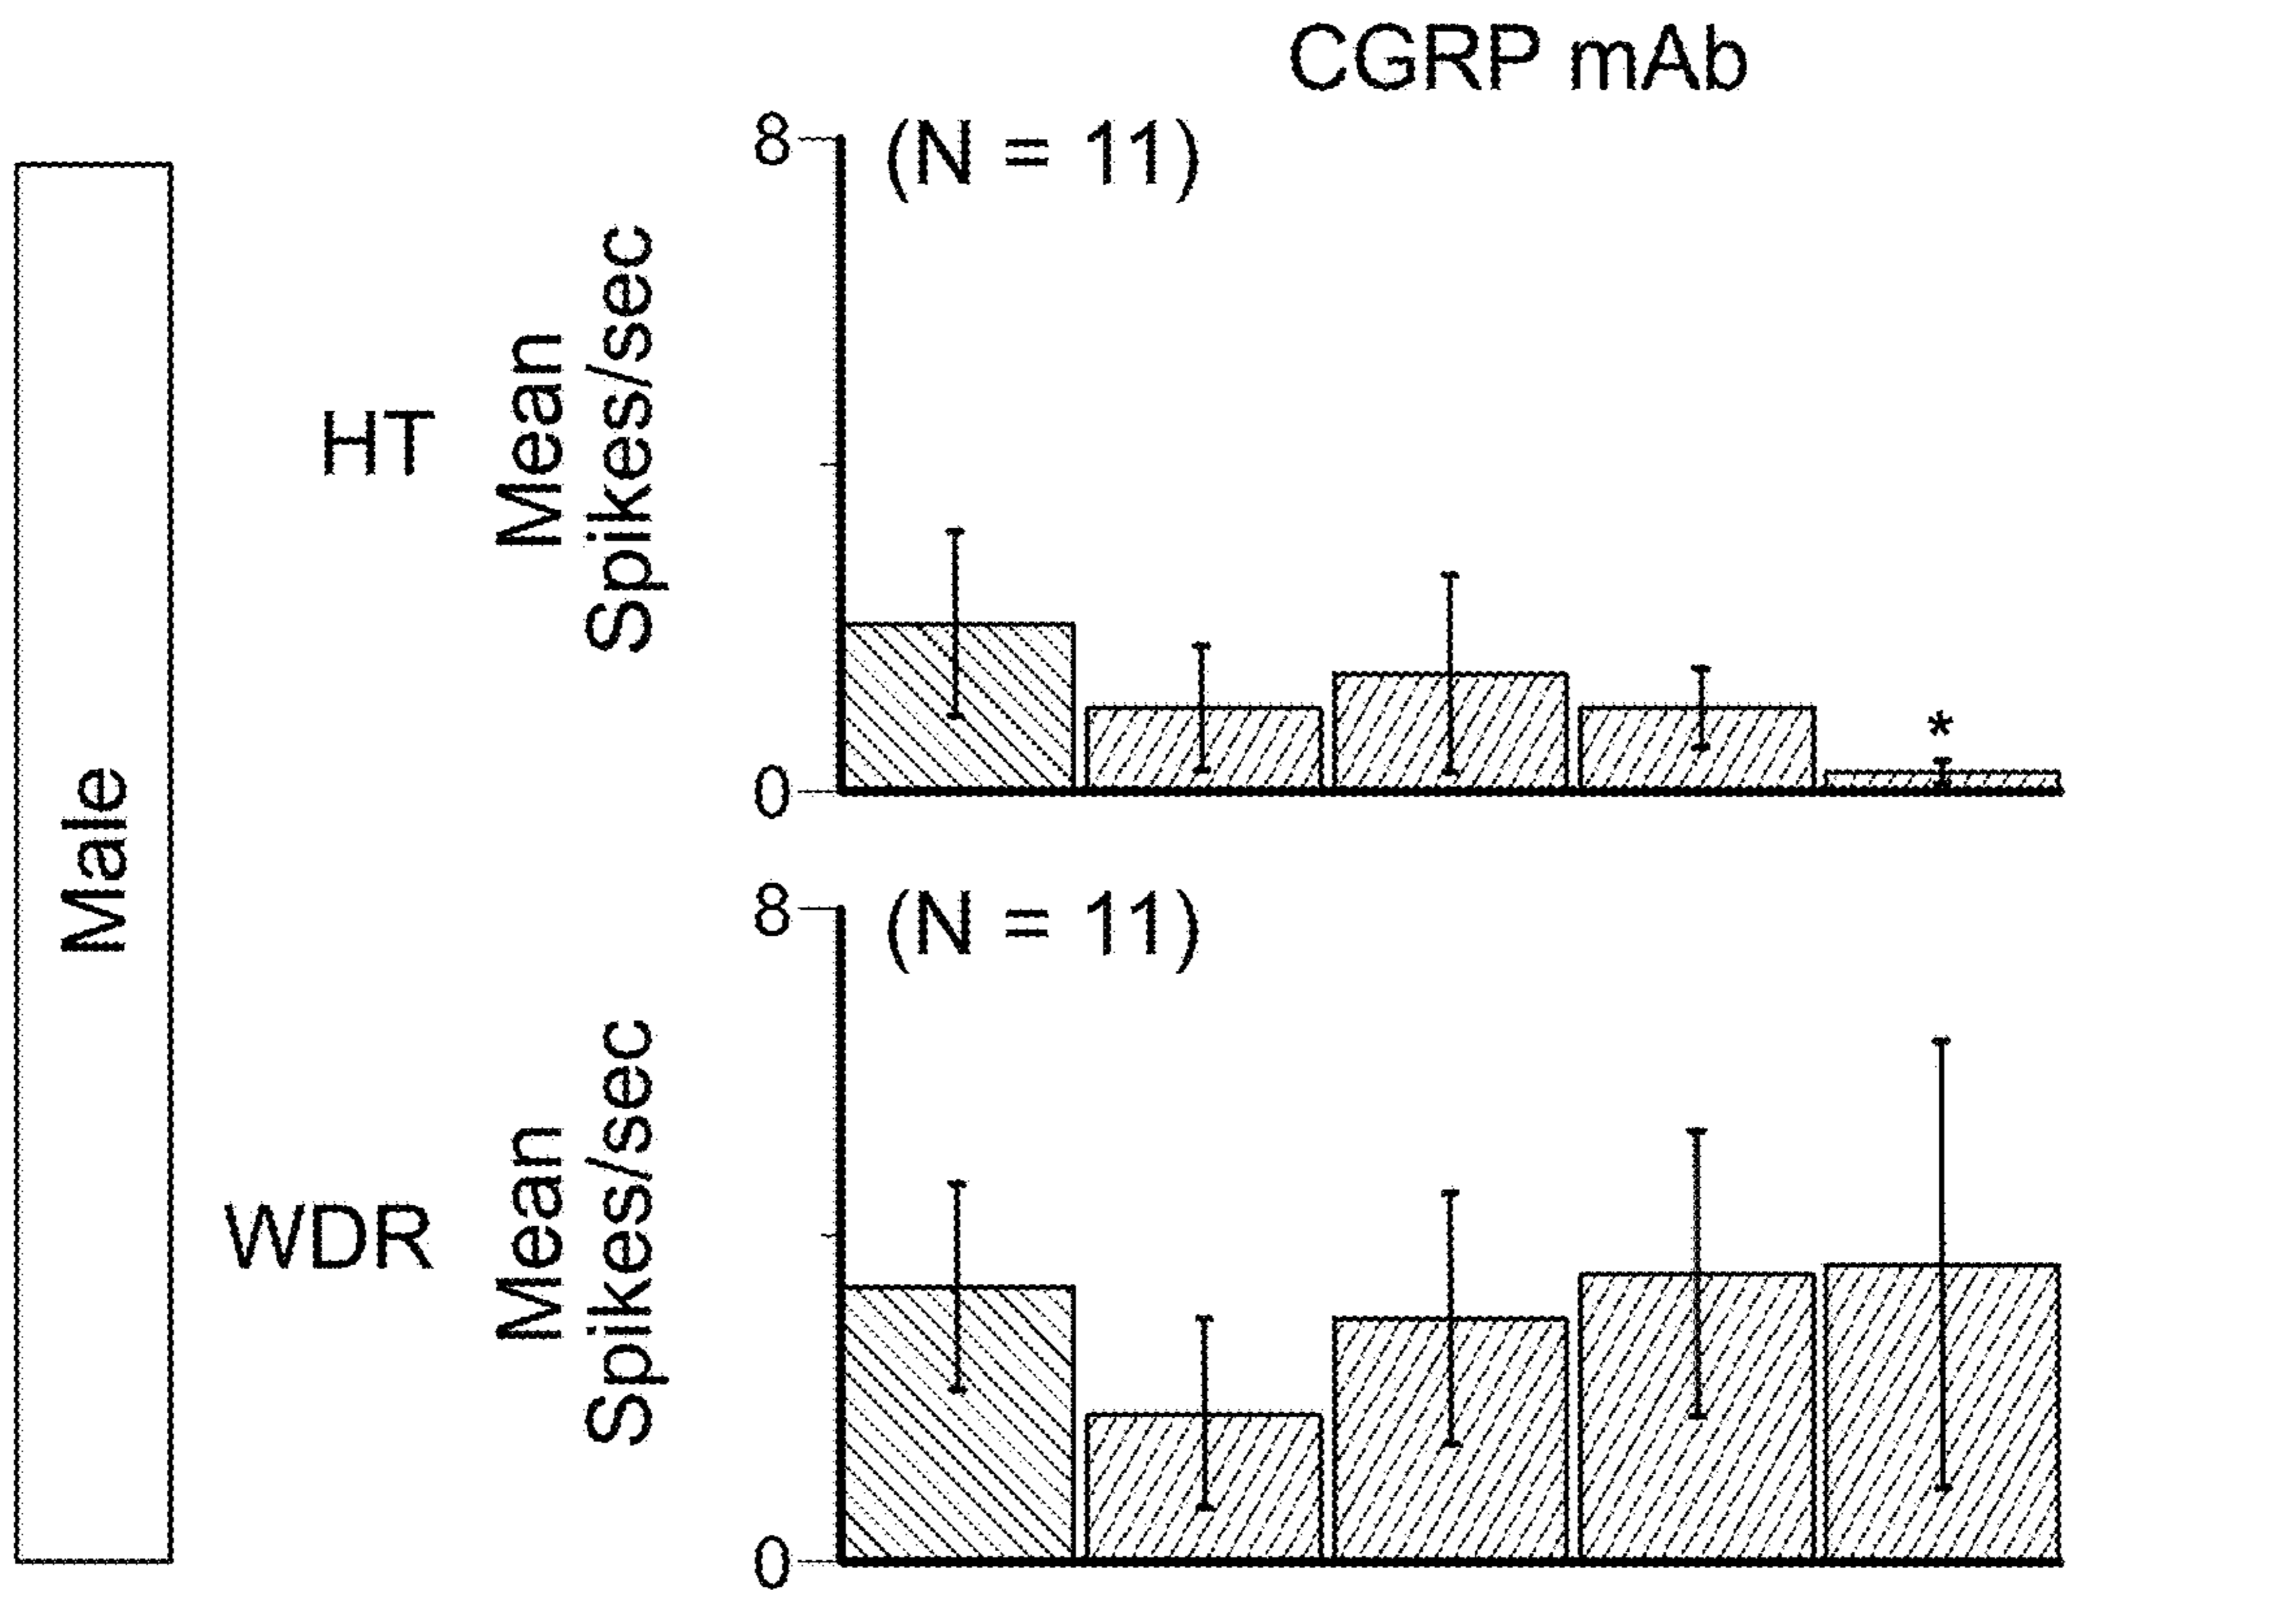 CGRP mAb
Male
HT
Mean
Spikes/sec
8
(N = 11)
*
0
WDR
Mean
Spikes/sec
8
(N = 11)
0